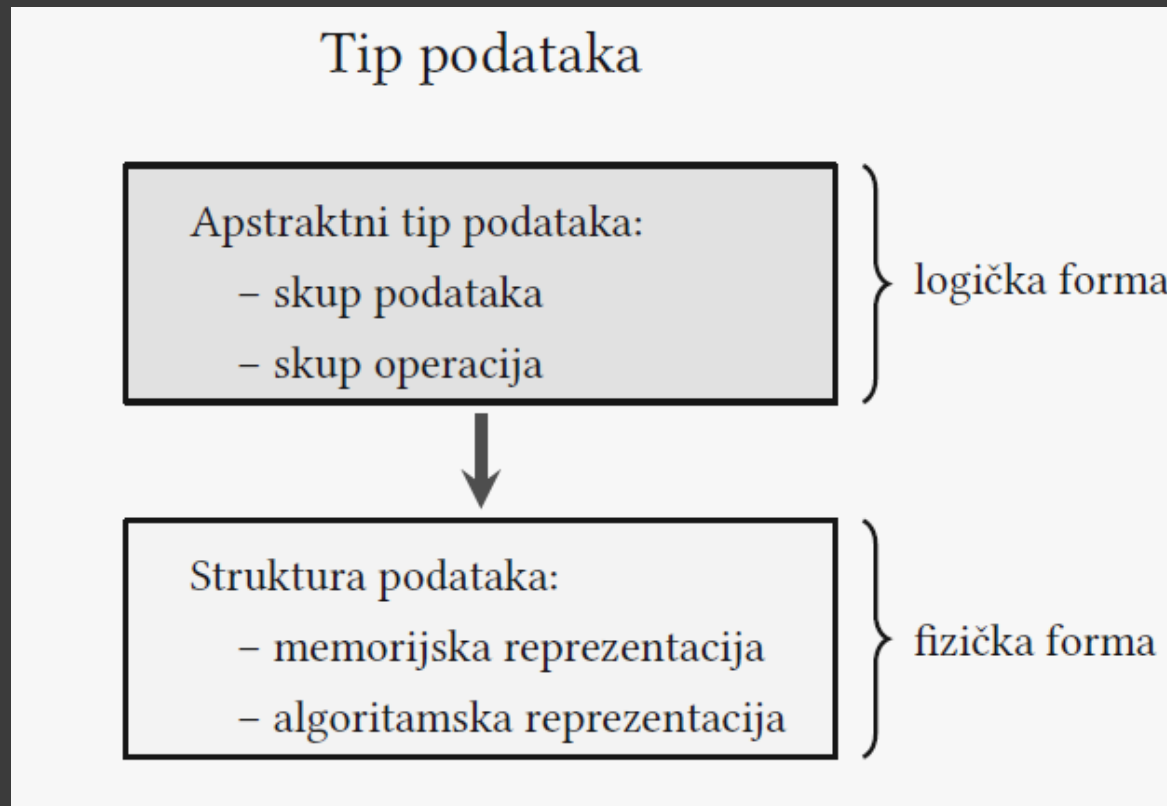 Tip podataka
Apstraktni tip podataka:
– skup podataka
– skup operacija
logička forma
Struktura podataka:
– memorijska reprezentacija
– algoritamska reprezentacija
fizička forma